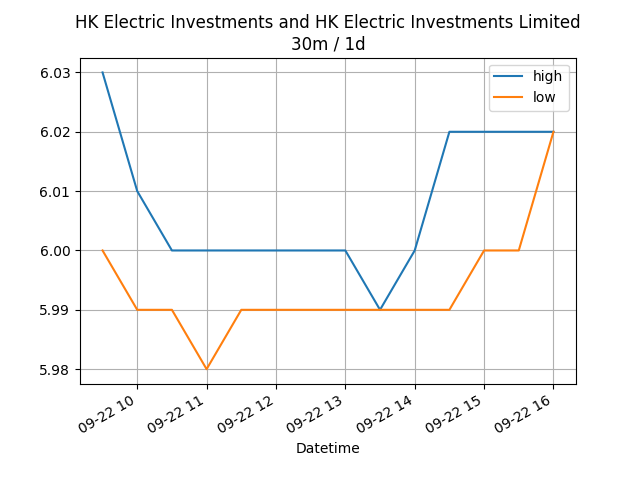 HK Electric Investments and HK Electric Investments Limited
30m / 1d
6.03
6.02
6.01
6.00
5.99
5.98
high
low
09-22 10
09-22 11
09-22 12
09-22 13
09-22 14
09-22 15
09-22 16
Datetime